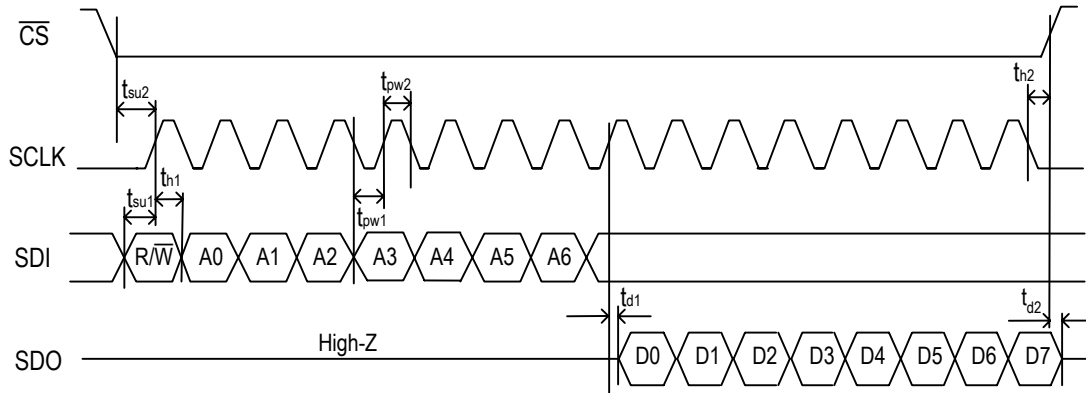 CS
tsu2
tpw2
th2
SCLK
th1
tsu1
tpw1
SDI
R/W A0 A1 A2 A3 A4 A5 A6
td1
td2
High-Z
SDO
D0 D1 D2 D3 D4 D5 D6 D7